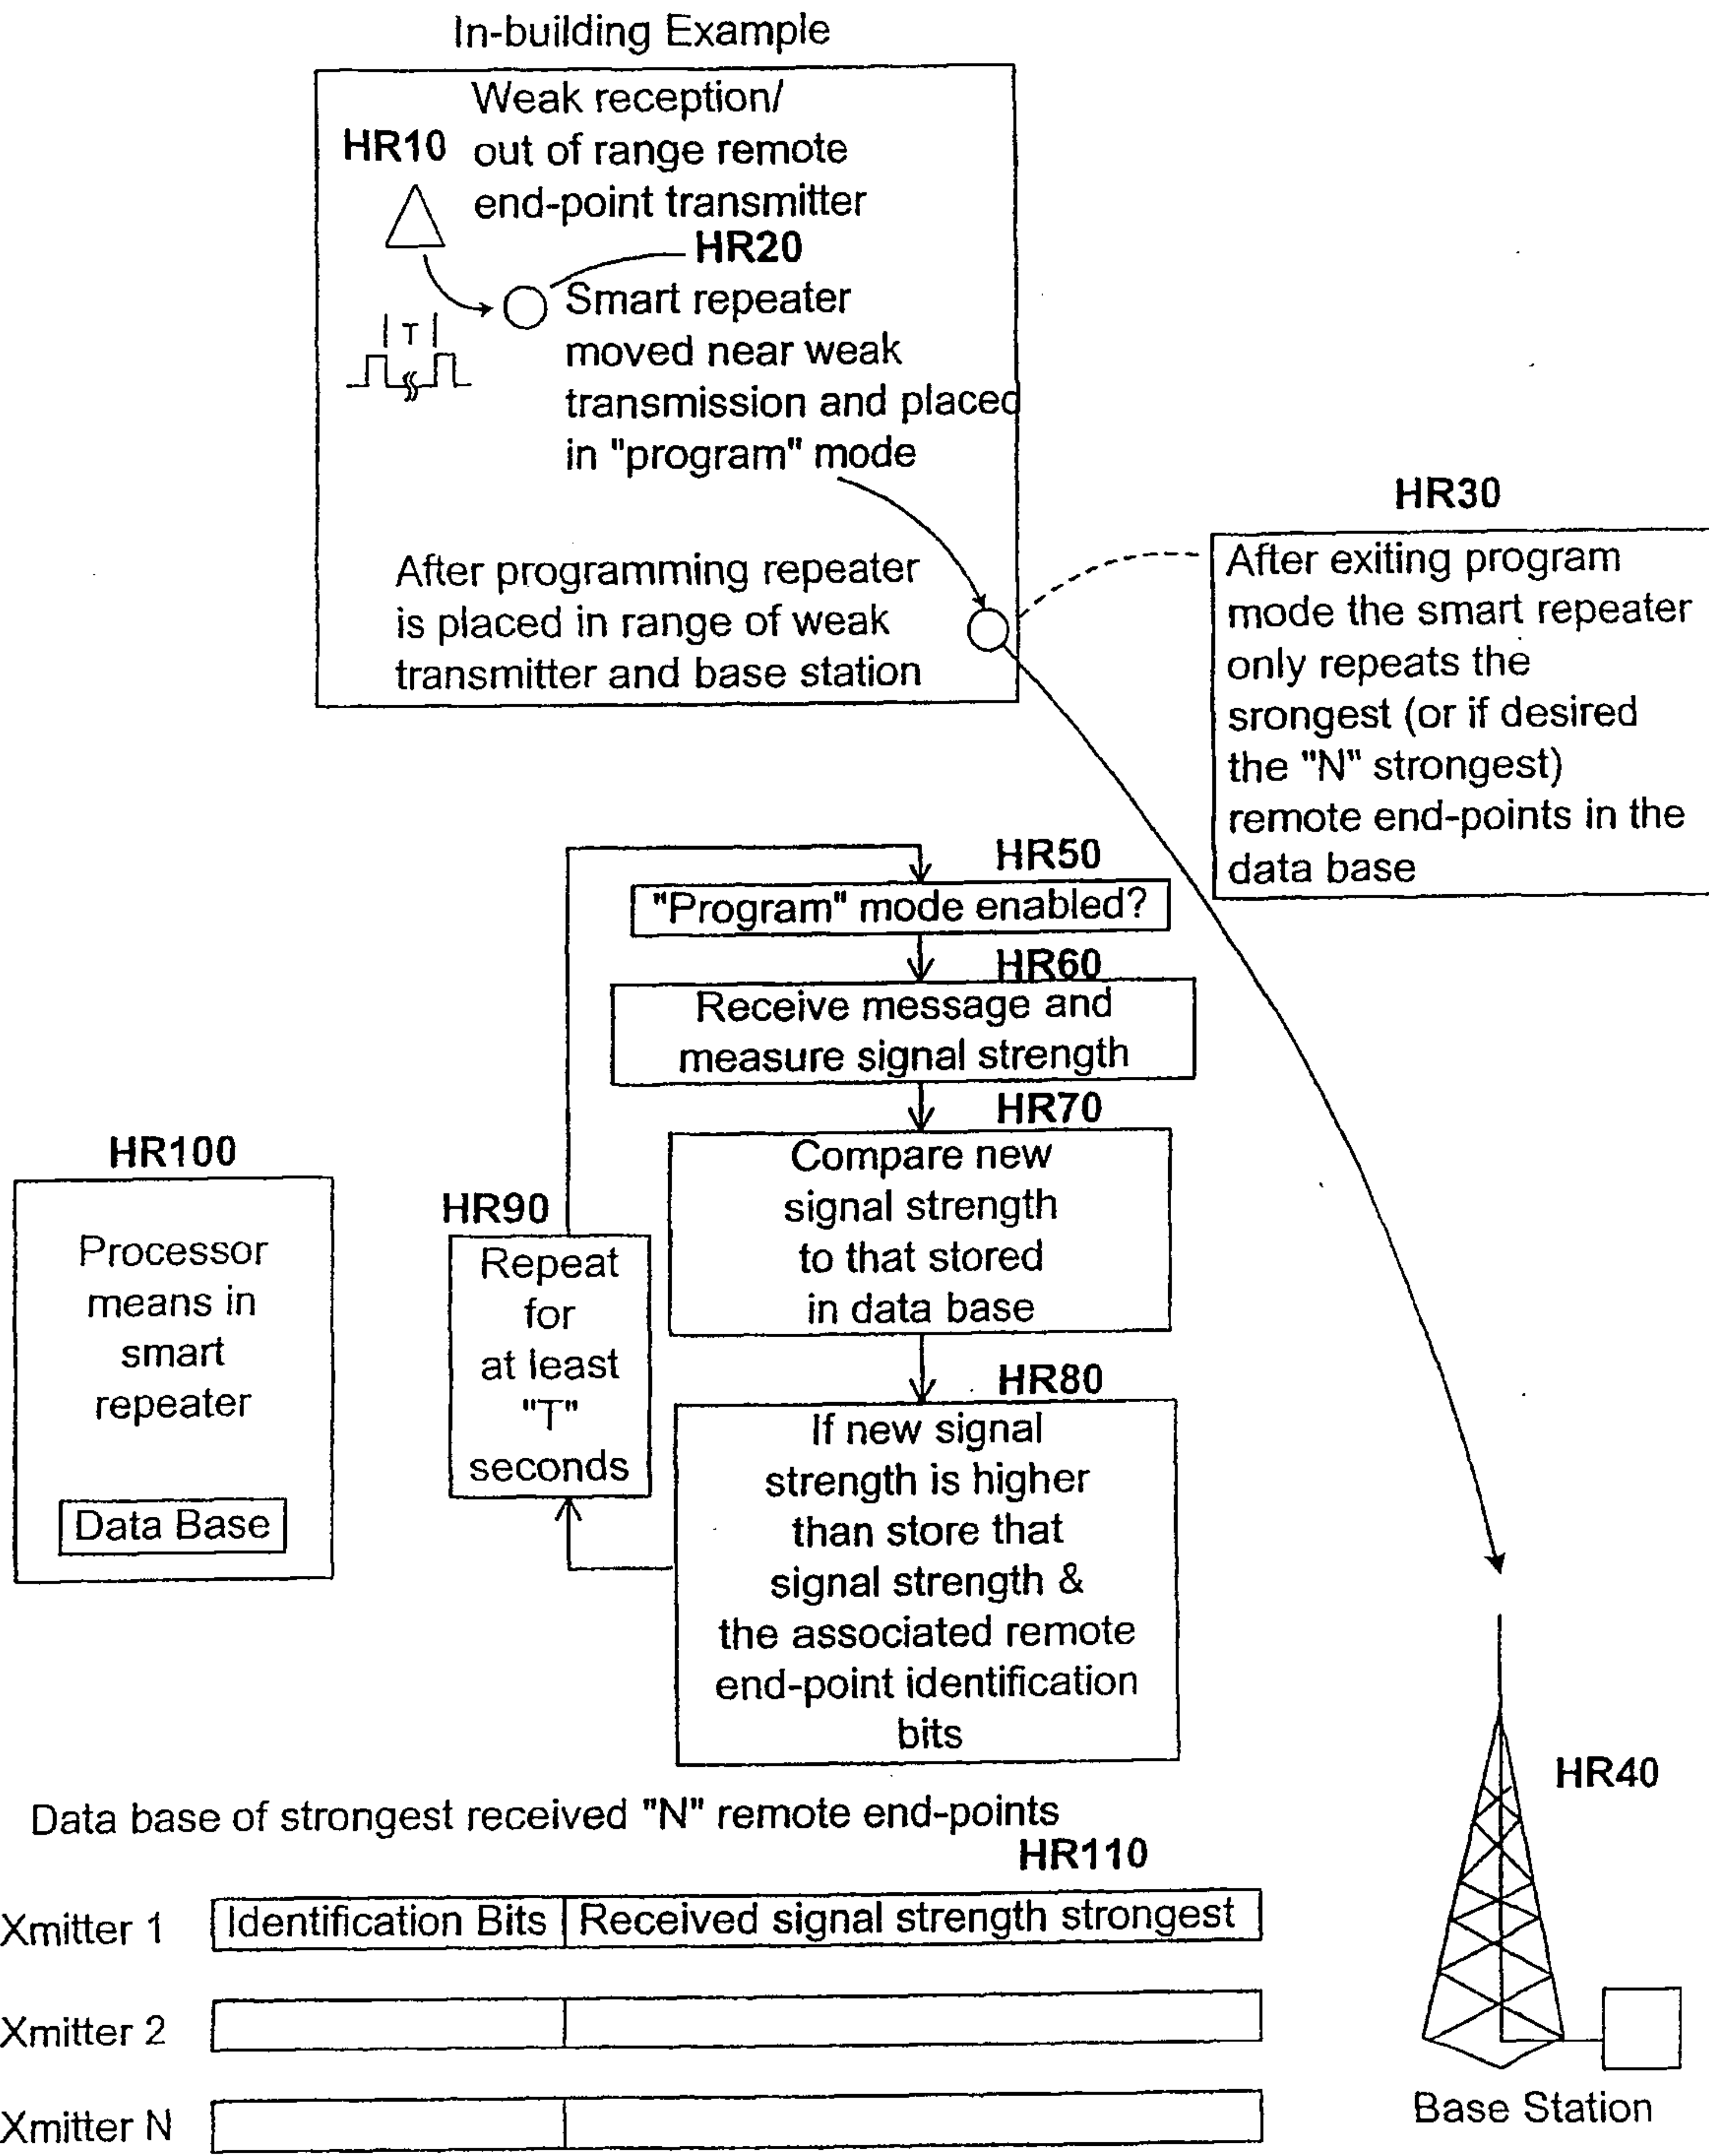 In-building Example
Weak reception/
HR10
out of range remote
end-point transmitter
HR20
Smart repeater
T
moved near weak
transmission and placed
in "program" mode
HR30
After programming repeater
is placed in range of weak
transmitter and base station
After exiting program
mode the smart repeater
only repeats the
srongest (or if desired
the "N" strongest)
remote end-points in the
data base
HR50
"Program" mode enabled?
HR60
Receive message and
measure signal strength
HR70
Compare new
signal strength
to that stored
in data base
HR100
Processor
means in
smart
repeater
Data Base
HR90
Repeat
for
at least
"T"
seconds
HR80
If new signal
strength is higher
than store that
signal strength &
the associated remote
end-point identification
bits
HR40
Base Station
Data base of strongest received "N" remote end-points
HR110
Xmitter 1 Identification Bits Received signal strength strongest
Xmitter 2
Xmitter N